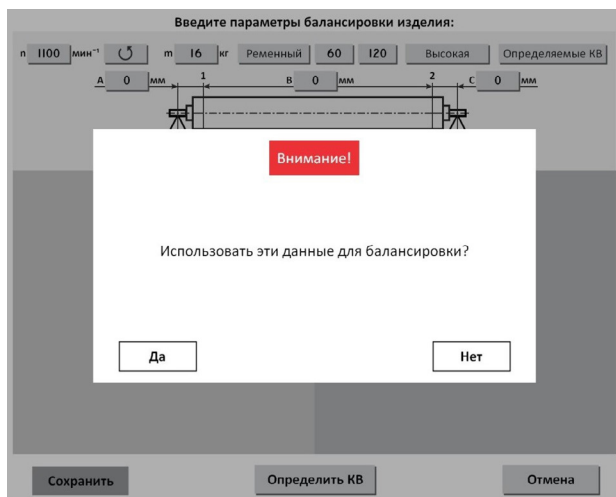 Введите параметры балансировки изделия:
n 1100 мин⁻¹ m 16 кг Ременный 60 120 Высокая Определяемые КВ
A 0 мм 1 B 0 мм 2 C 0 мм
Внимание!
Использовать эти данные для балансировки?
Да Нет
Сохранить Определить КВ Отмена